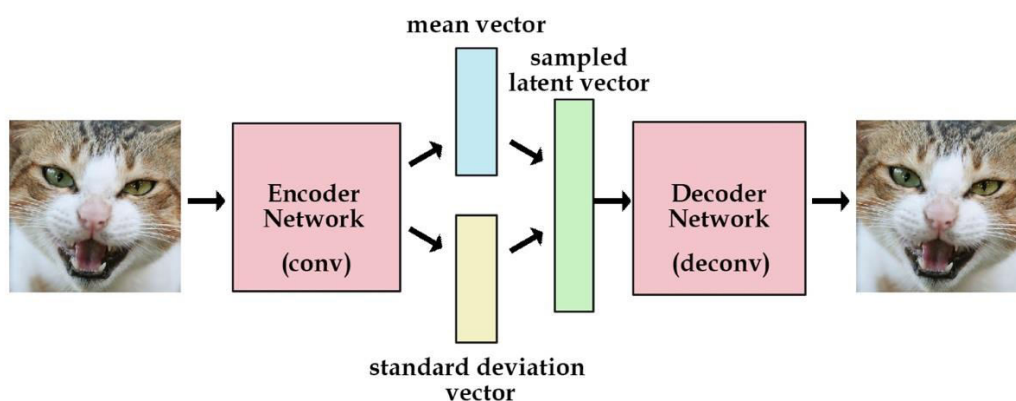 mean vector
sampled
latent vector
Encoder
Network
(conv)
Decoder
Network
(deconv)
standard deviation
vector